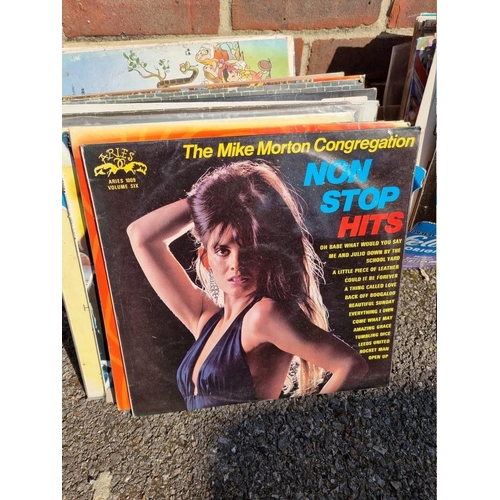 ARIES
ARIES 1009
VOLUME SIX
The Mike Morton Congregation
NON
STOP
HITS
OH BABE WHAT WOULD YOU SAY
ME AND JULIO DOWN BY THE
SCHOOL YARD
A LITTLE PIECE OF LEATHER
COULD IT BE FOREVER
A THING CALLED LOVE
BACK OFF BOOGALOO
BEAUTIFUL SUNDAY
EVERYTHING I OWN
COME WHAT MAY
AMAZING GRACE
TUMBLING DICE
LEEDS UNITED
ROCKET MAN
OPEN UP